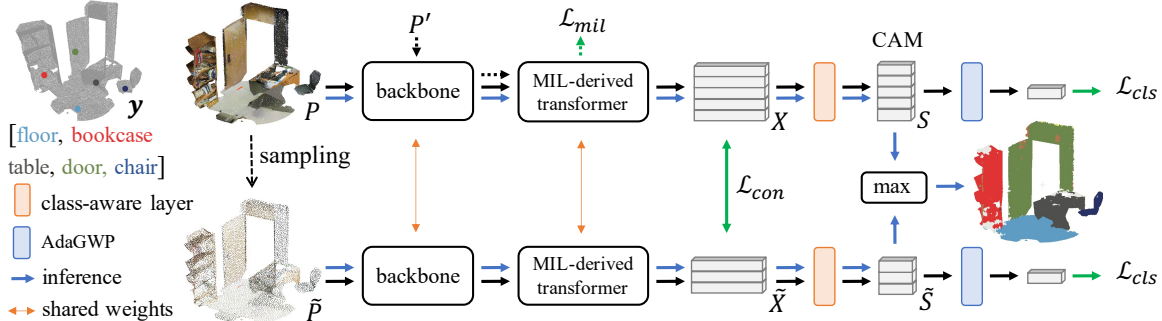 y
[floor, bookcase
table, door, chair]
class-aware layer
AdaGWP
inference
shared weights
P
sampling
P̃
P′
backbone
MIL-derived
transformer
ℒmil
X
CAM
S
ℒcls
ℒcon
max
backbone
MIL-derived
transformer
X̃
S̃
ℒcls